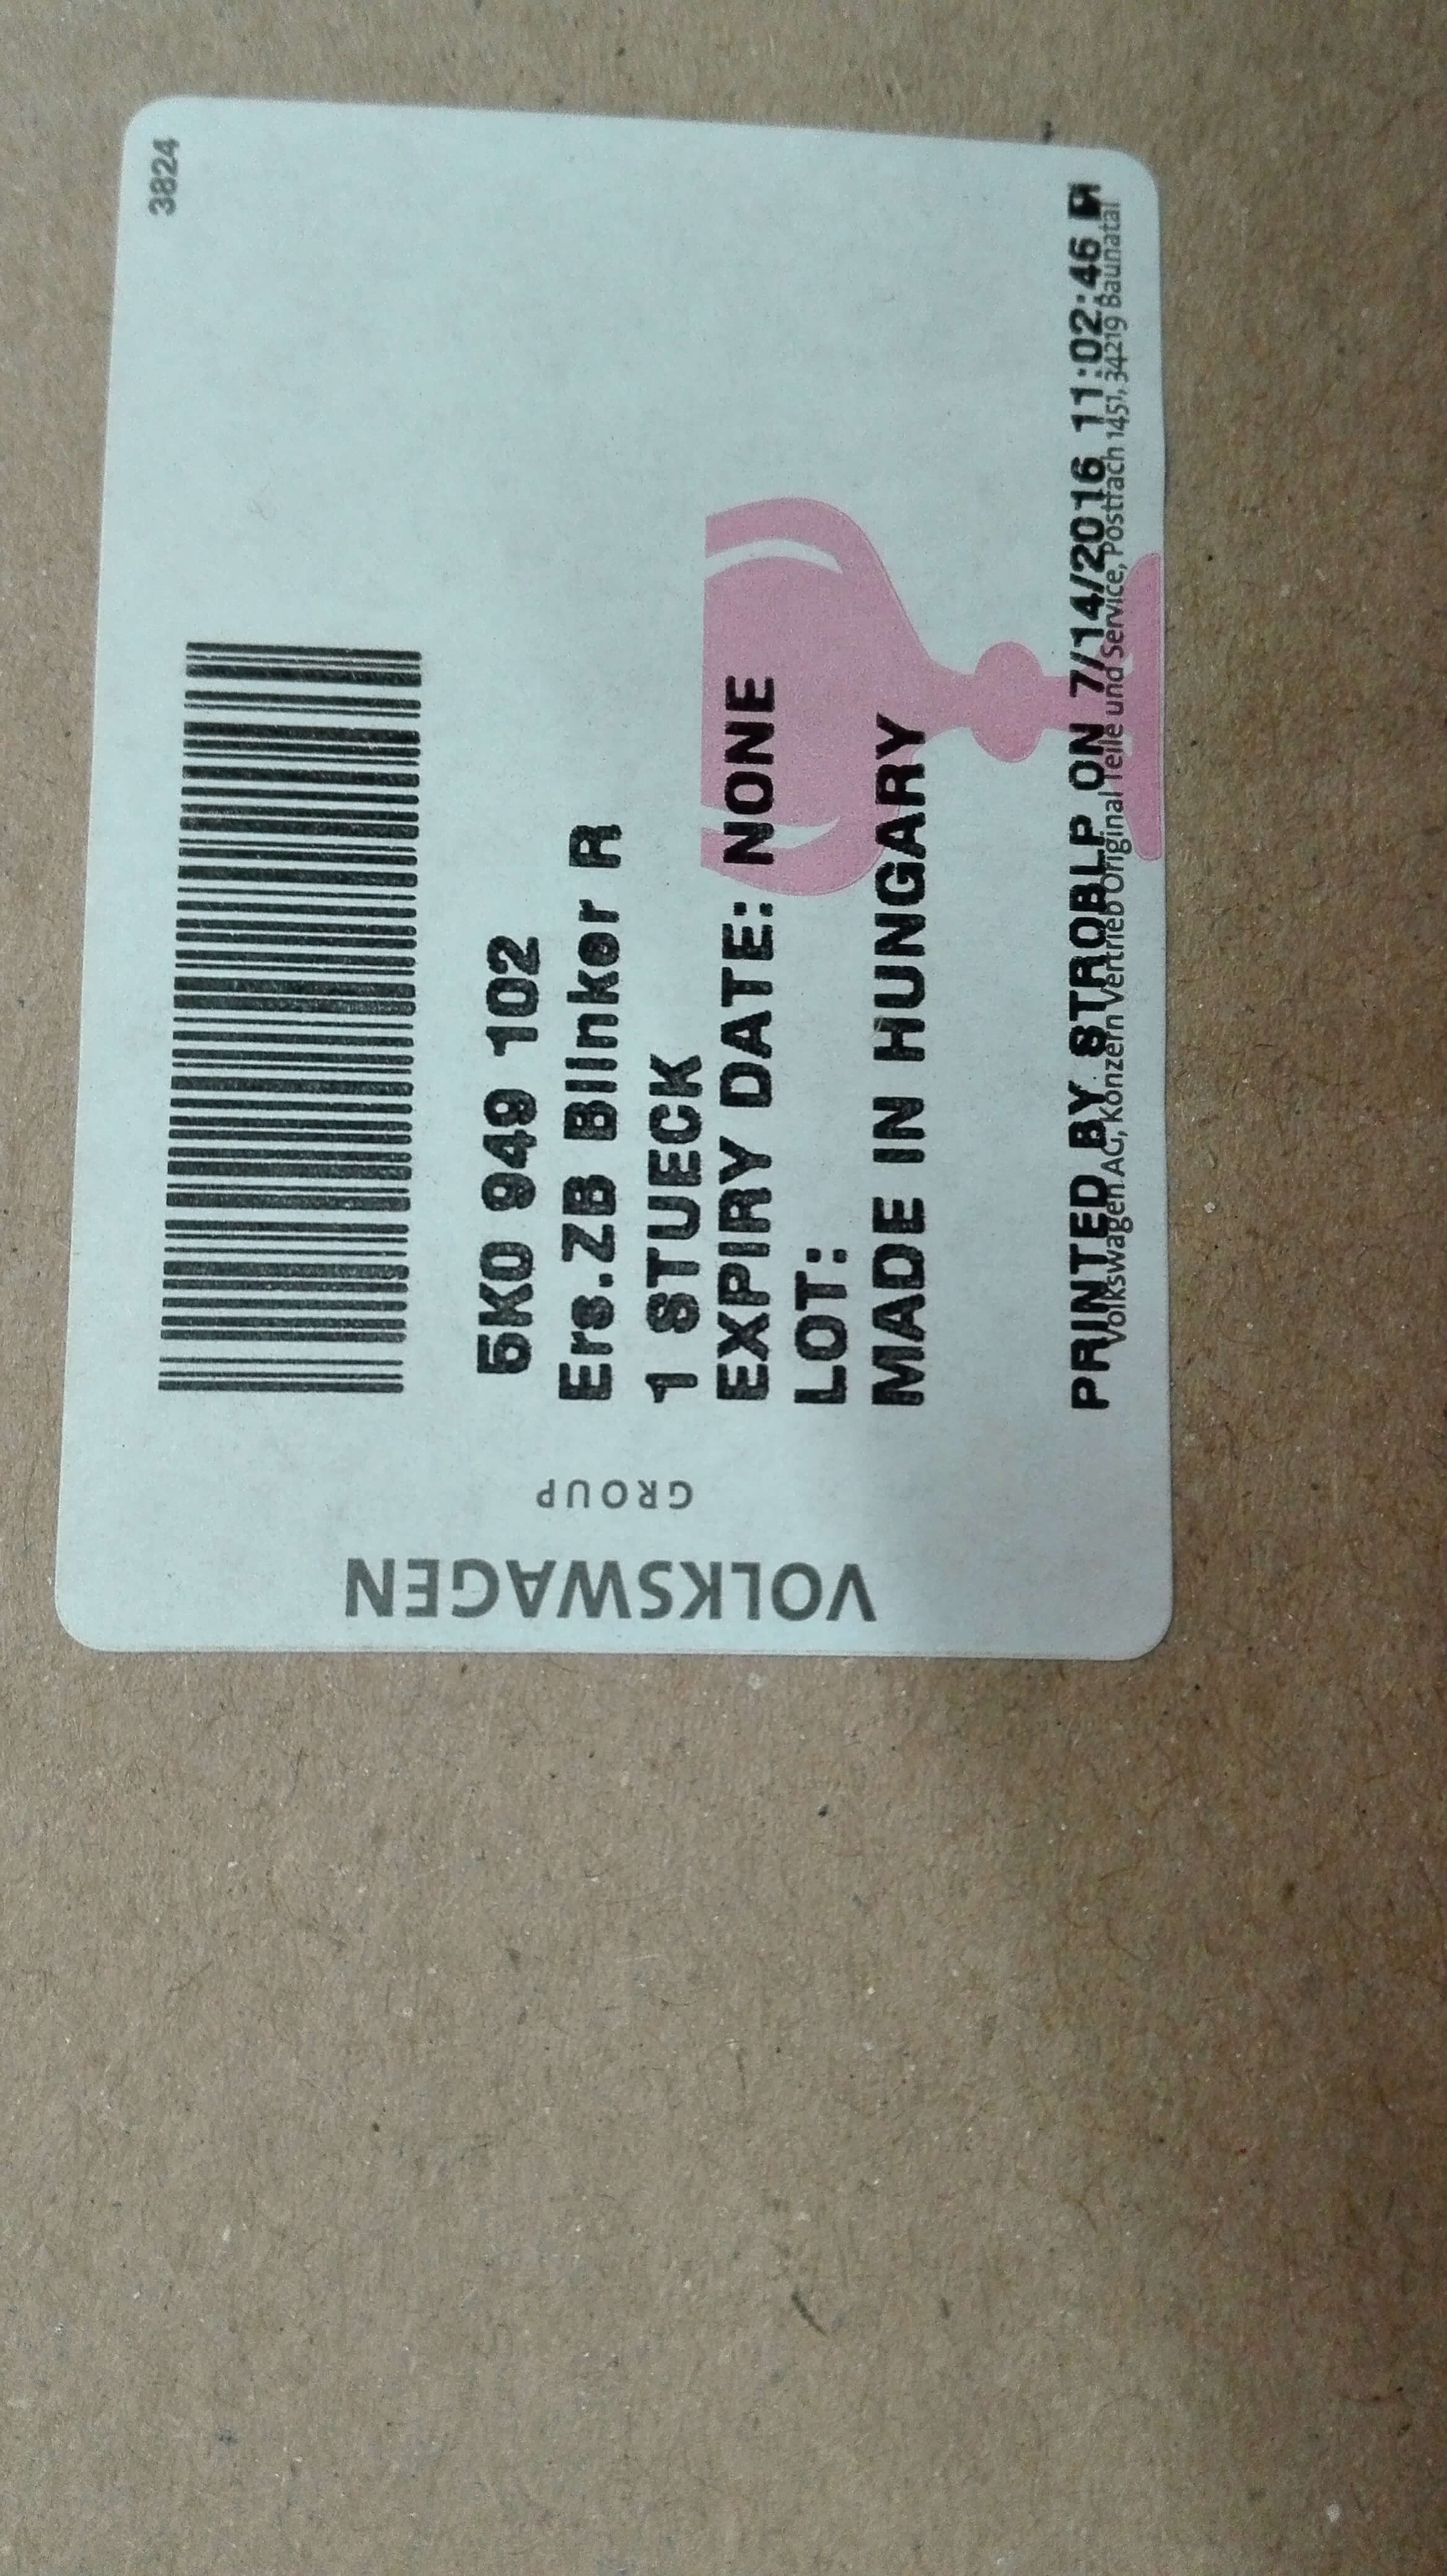 3824
5K0 949 102
Ers.ZB Blinker R
1 STUECK
EXPIRY DATE: NONE
LOT:
MADE IN HUNGARY
PRINTED BY STROBLP ON 7/14/2016 11:02:46
Volkswagen AG, Konzern Vertrieb Original Teile und Service, Postfach 1451, 34219 Baunatal
VOLKSWAGEN
GROUP